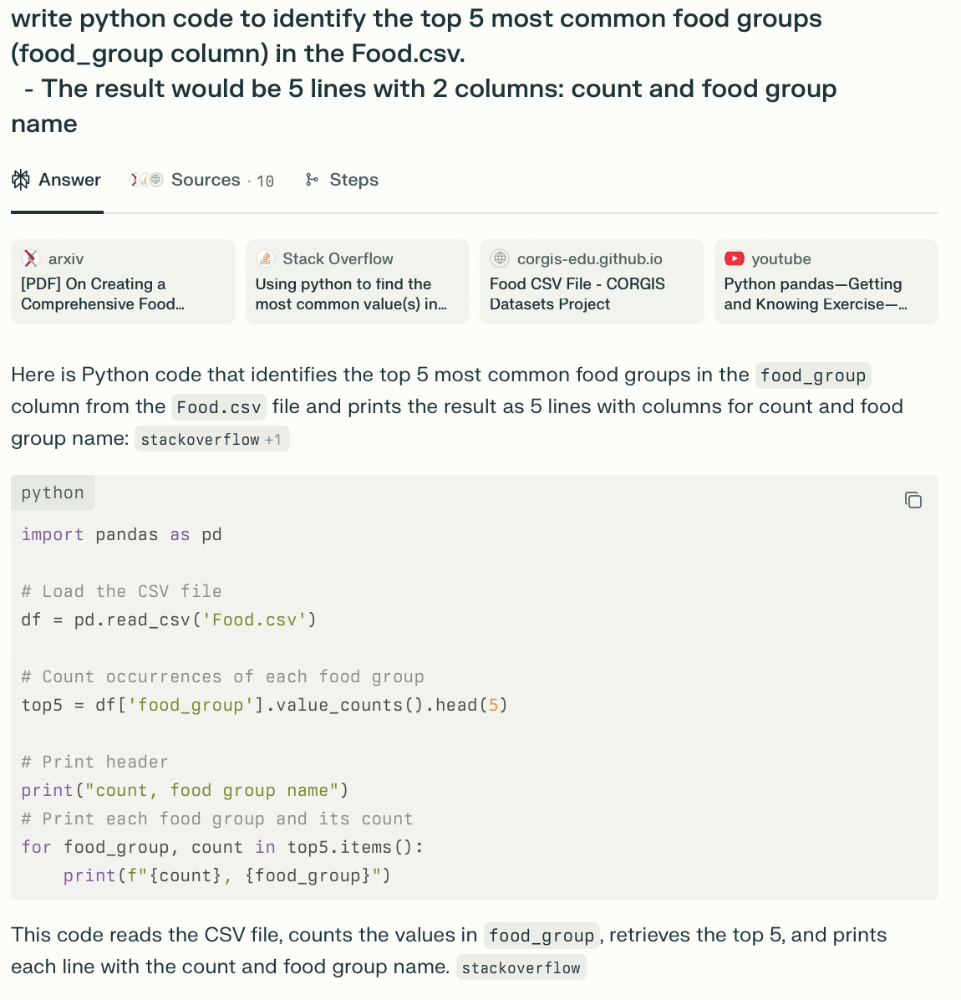 write python code to identify the top 5 most common food groups
(food_group column) in the Food.csv.
- The result would be 5 lines with 2 columns: count and food group
name
Answer
Sources · 10
Steps
arxiv
[PDF] On Creating a
Comprehensive Food...
Stack Overflow
Using python to find the
most common value(s) in...
corgis-edu.github.io
Food CSV File - CORGIS
Datasets Project
youtube
Python pandas—Getting
and Knowing Exercise—...
Here is Python code that identifies the top 5 most common food groups in the food_group
column from the Food.csv file and prints the result as 5 lines with columns for count and food
group name: stackoverflow +1
python
import pandas as pd
# Load the CSV file
df = pd.read_csv('Food.csv')
# Count occurrences of each food group
top5 = df['food_group'].value_counts().head(5)
# Print header
print("count, food group name")
# Print each food group and its count
for food_group, count in top5.items():
    print(f"{count}, {food_group}")
This code reads the CSV file, counts the values in food_group, retrieves the top 5, and prints
each line with the count and food group name. stackoverflow